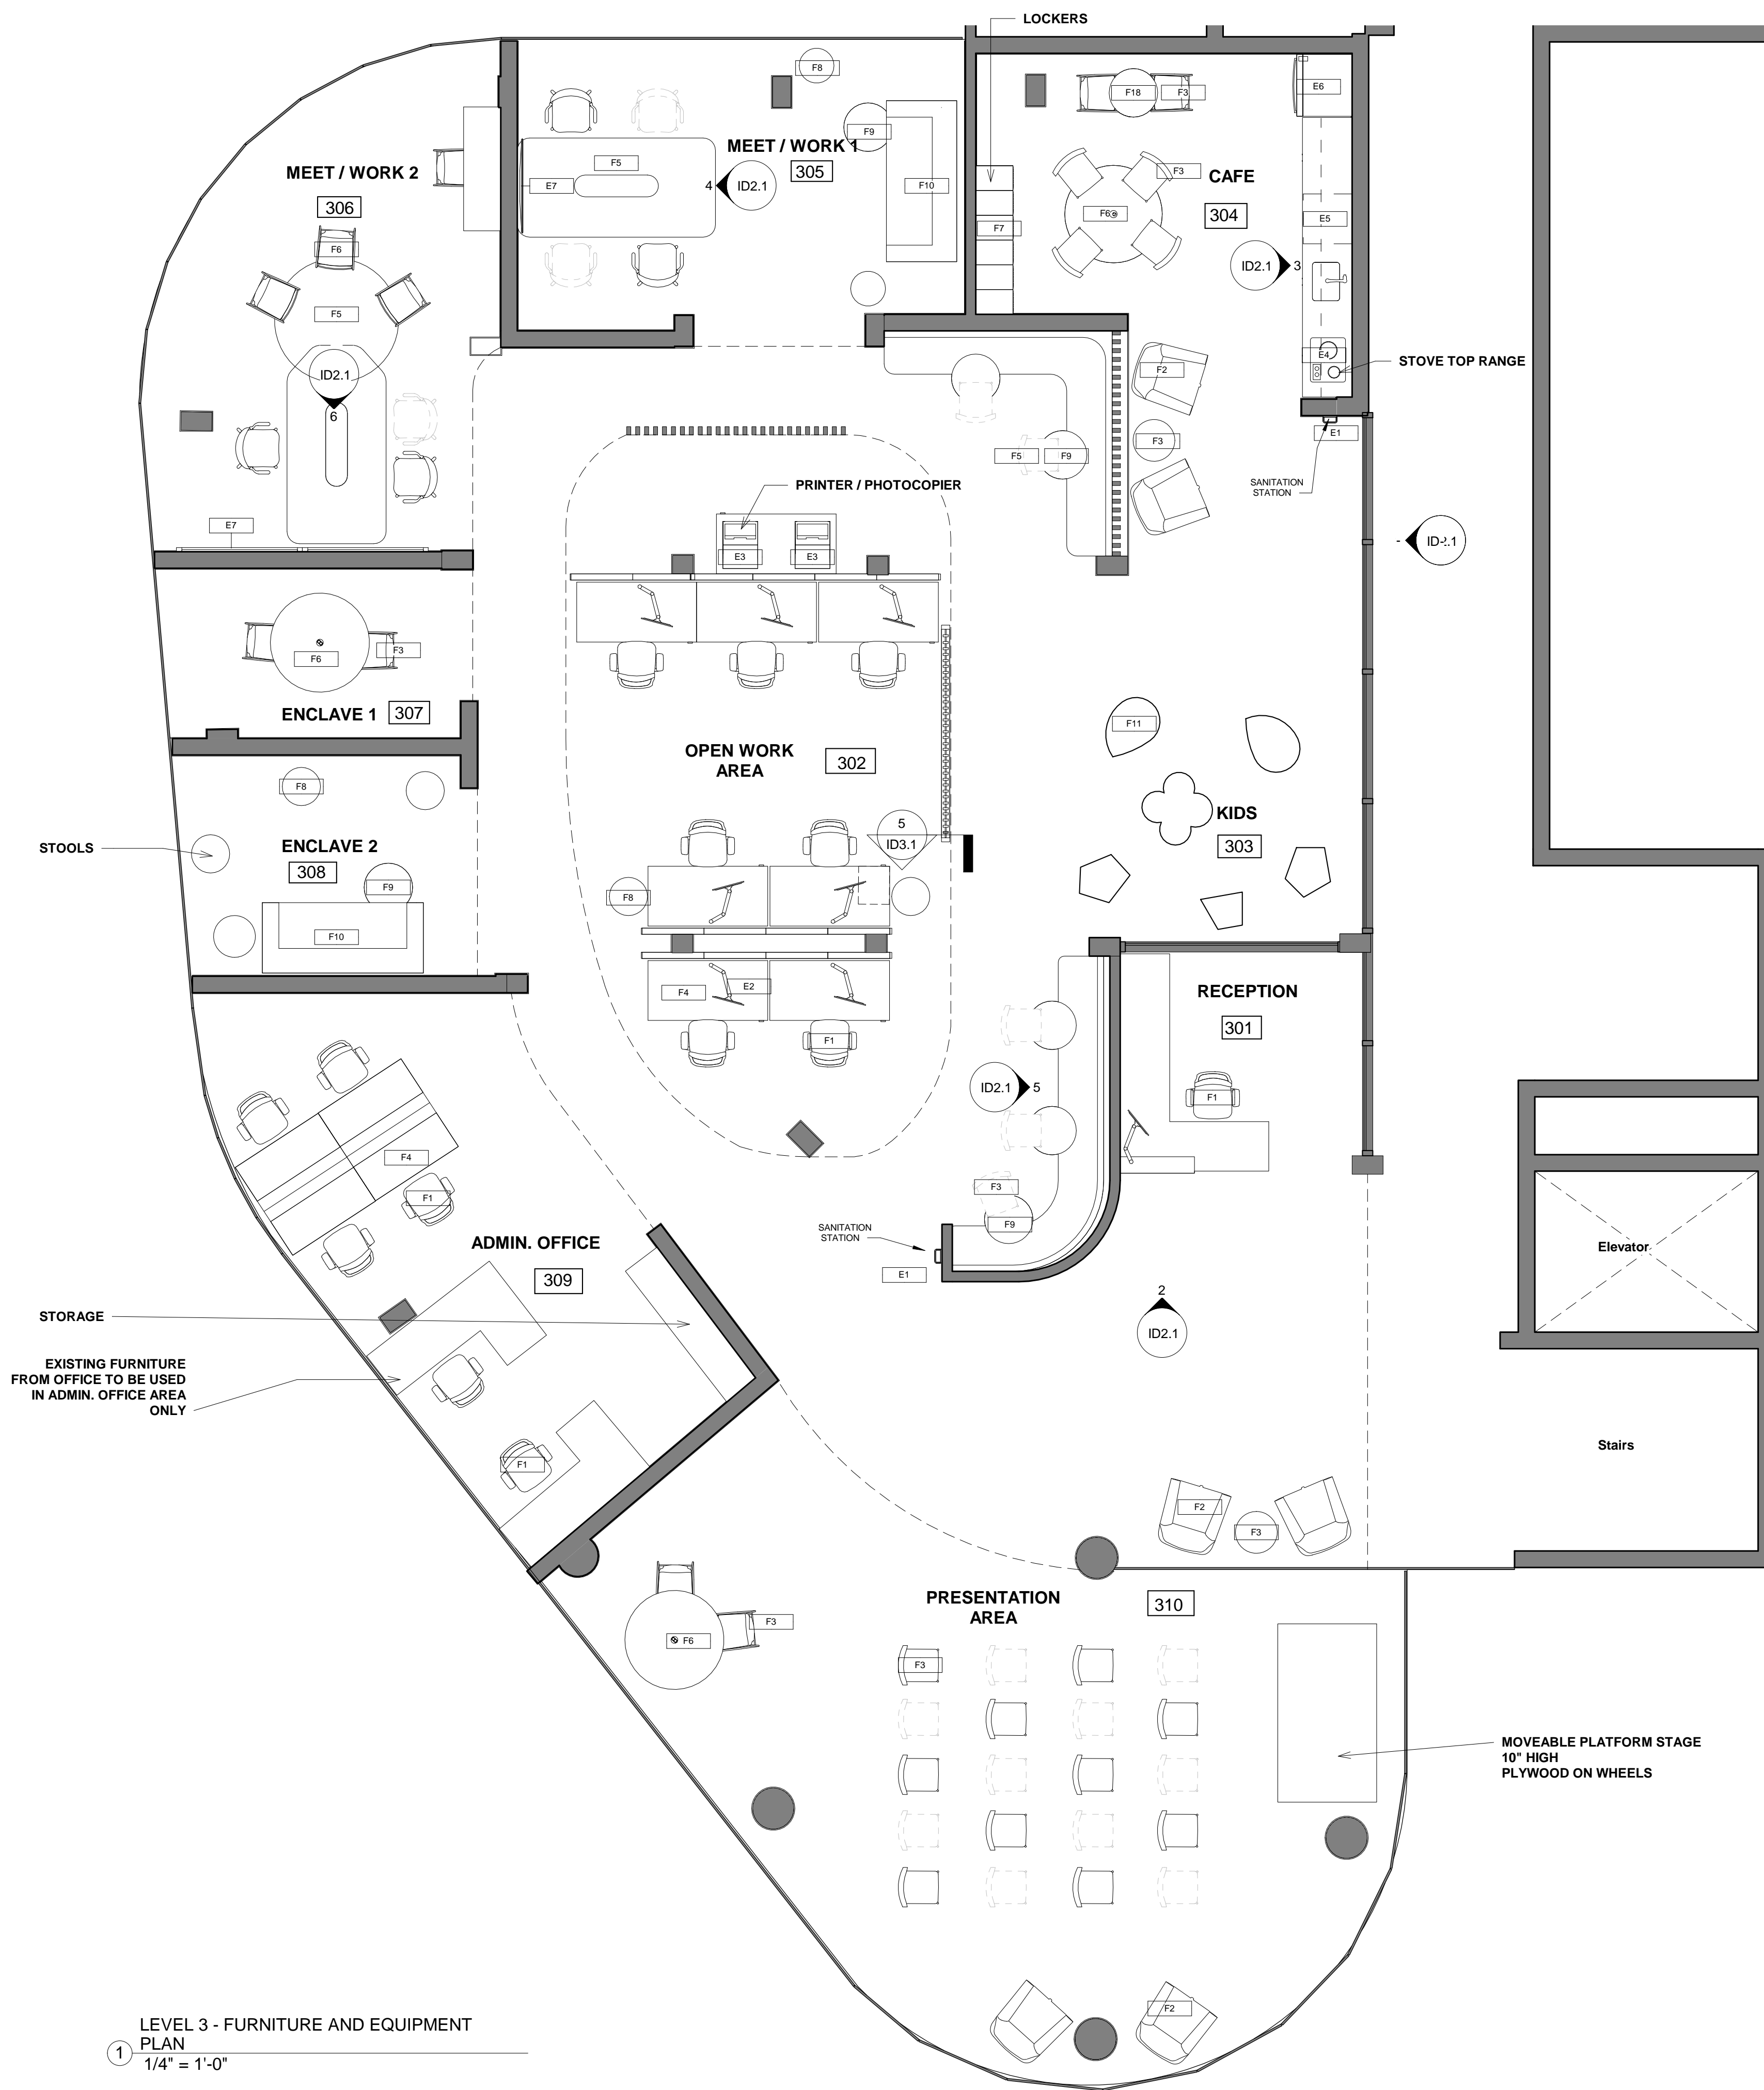 LOCKERS
F8
E6
F18
F3
F9
MEET / WORK 1
305
F5
E7
4
ID2.1
F10
MEET / WORK 2
306
F3
CAFE
304
F6
F7
E5
ID2.1
3
F6
F5
ID2.1
6
E4
STOVE TOP RANGE
F2
F3
E1
F5
F9
SANITATION
STATION
PRINTER / PHOTOCOPIER
E7
E3
E3
-
F6
F3
ENCLAVE 1
307
F11
OPEN WORK
AREA
302
F8
KIDS
303
STOOLS
ENCLAVE 2
308
F9
F10
5
ID3.1
F8
F4
E2
F1
RECEPTION
301
ID2.1
5
F1
F4
F1
F3
F9
SANITATION
STATION
E1
ADMIN. OFFICE
309
Elevator
2
ID2.1
STORAGE
EXISTING FURNITURE
FROM OFFICE TO BE USED
IN ADMIN. OFFICE AREA
ONLY
F1
Stairs
F2
F3
PRESENTATION
AREA
310
F3
F6
F3
MOVEABLE PLATFORM STAGE
10" HIGH
PLYWOOD ON WHEELS
F2
1
LEVEL 3 - FURNITURE AND EQUIPMENT
PLAN
1/4" = 1'-0"